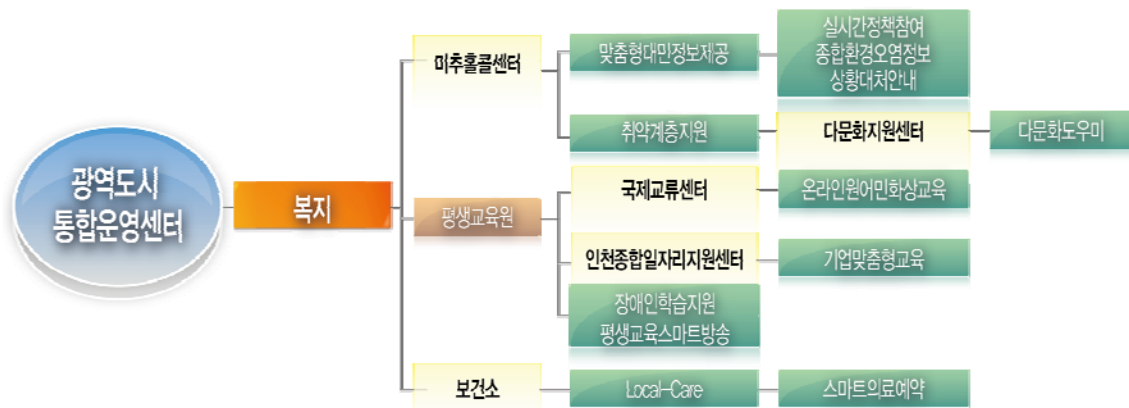 광역도시
통합운영센터
복지
미추홀콜센터
맞춤형대민정보제공
실시간정책참여
종합환경오염정보
상황대처안내
취약계층지원
다문화지원센터
다문화도우미
평생교육원
국제교류센터
온라인원어민화상교육
인천종합일자리지원센터
기업맞춤형교육
장애인학습지원
평생교육스마트방송
보건소
Local-Care
스마트의료예약